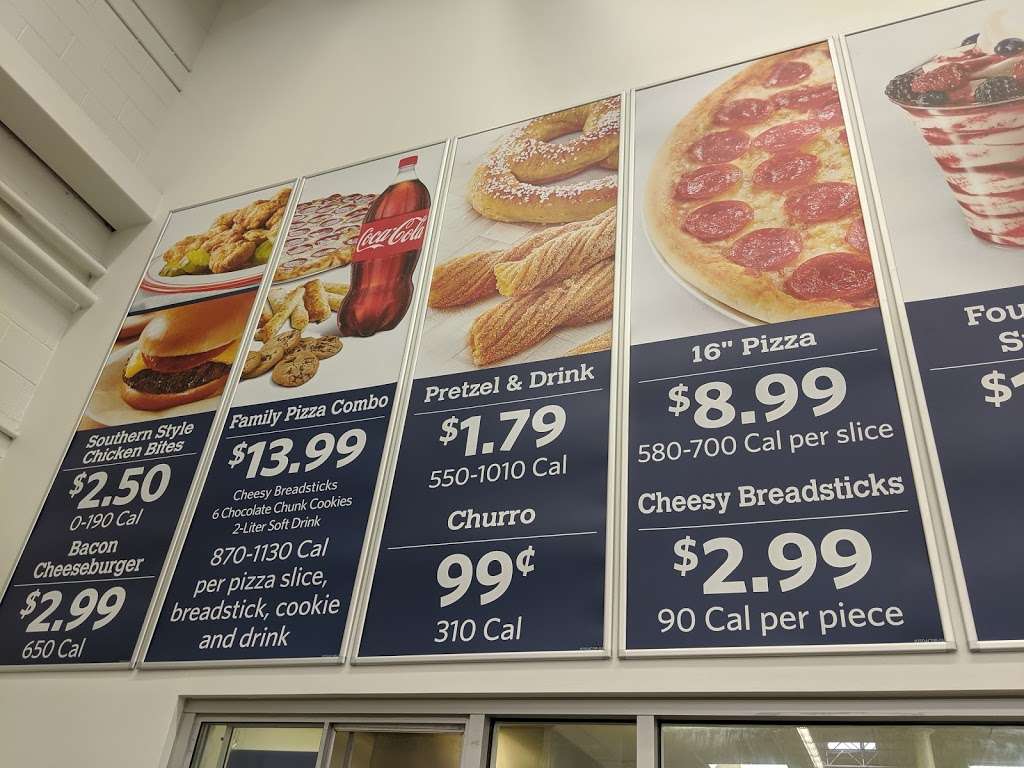 Southern Style
Chicken Bites
$2.50
0-190 Cal
Bacon
Cheeseburger
$2.99
650 Cal
Coca-Cola
Family Pizza Combo
$13.99
Cheesy Breadsticks
6 Chocolate Chunk Cookies
2-Liter Soft Drink
870-1130 Cal
per pizza slice,
breadstick, cookie
and drink
Pretzel & Drink
$1.79
550-1010 Cal
Churro
99¢
310 Cal
16" Pizza
$8.99
580-700 Cal per slice
Cheesy Breadsticks
$2.99
90 Cal per piece